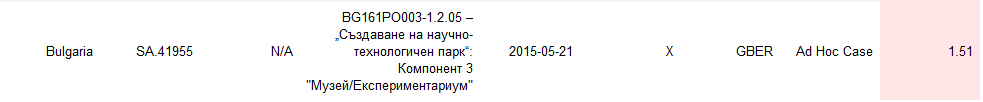 BG161PO003-1.2.05 –
„Създаване на научно-
Bulgaria SA.41955 N/A технологичен парк“: 2015-05-21 X GBER Ad Hoc Case 1.51
Компонент 3
"Музей/Експериментариум"